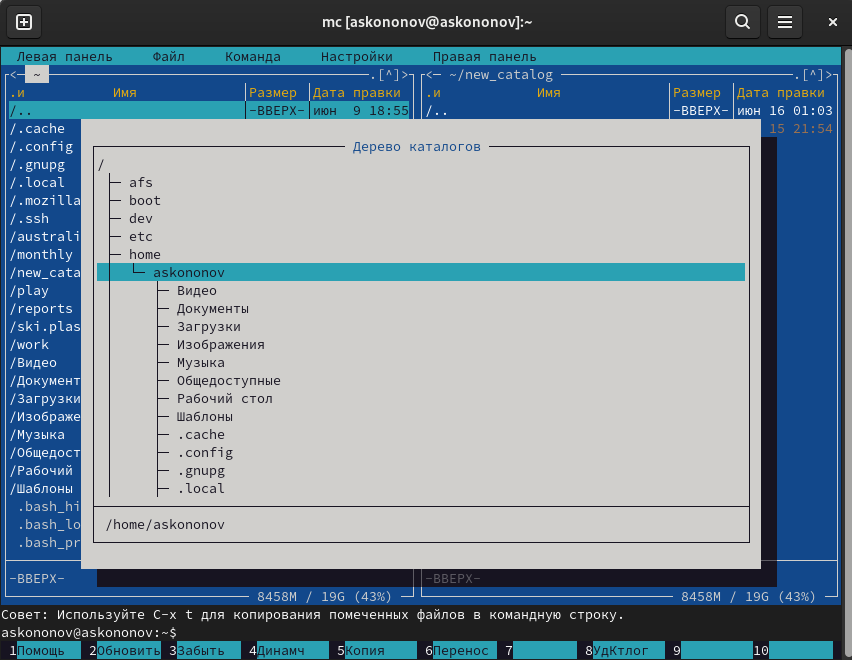 mc [askononov@askononov]:~
Левая панель Файл Команда Настройки Правая панель
<─ ~ .[^]> <─ ~/new_catalog .[^]>
.и Имя Размер Дата правки .и Имя Размер Дата правки
/.. -ВВЕРХ- июн 9 18:55 /.. -ВВЕРХ- июн 16 01:03
/.cache 15 21:54
/.config Дерево каталогов
/.gnupg /
/.local afs
/.mozilla boot
/.ssh dev
/australi etc
/monthly home
/new_cata askononov
/play Видео
/reports Документы
/ski.plas Загрузки
/work Изображения
/Видео Музыка
/Документ Общедоступные
/Загрузки Рабочий стол
/Изображе Шаблоны
/Музыка .cache
/Общедост .config
/Рабочий .gnupg
/Шаблоны .local
.bash_hi
.bash_lo /home/askononov
.bash_pr
-ВВЕРХ- -ВВЕРХ-
8458M / 19G (43%) 8458M / 19G (43%)
Совет: Используйте C-x t для копирования помеченных файлов в командную строку.
askononov@askononov:~$
1Помощь 2Обновить 3Забыть 4Динамч 5Копия 6Перенос 7 8УдКтлог 9 10